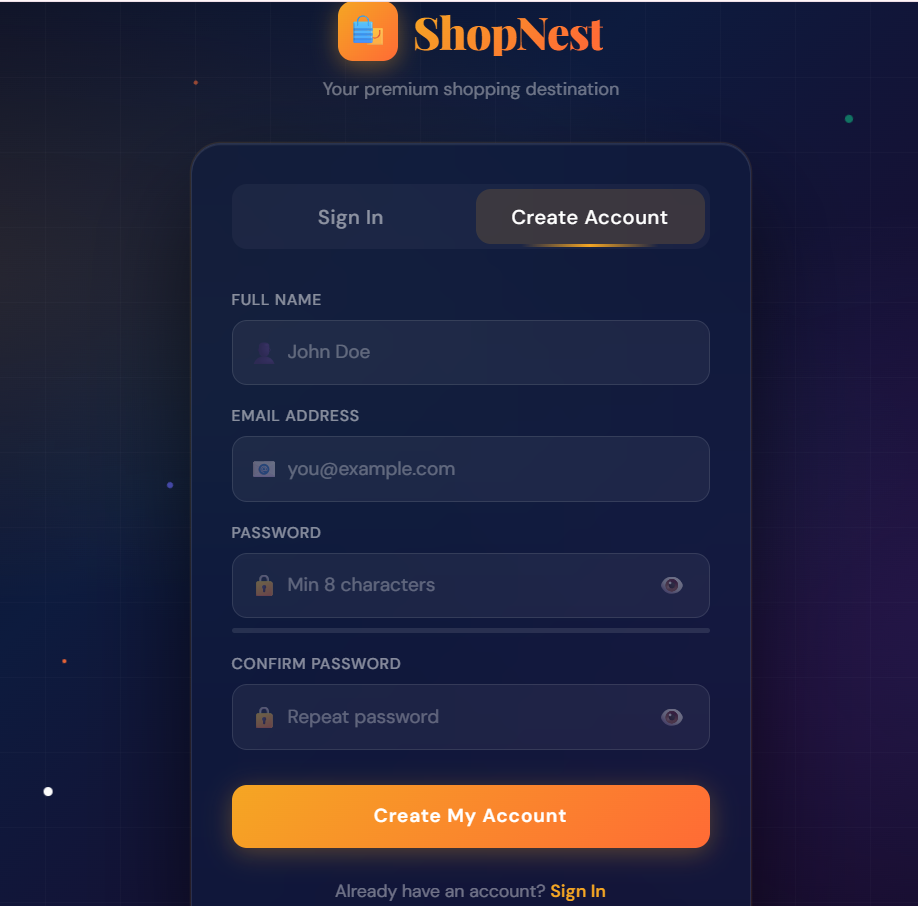 ShopNest
Your premium shopping destination
Sign In
Create Account
FULL NAME
John Doe
EMAIL ADDRESS
you@example.com
PASSWORD
Min 8 characters
CONFIRM PASSWORD
Repeat password
Create My Account
Already have an account? Sign In